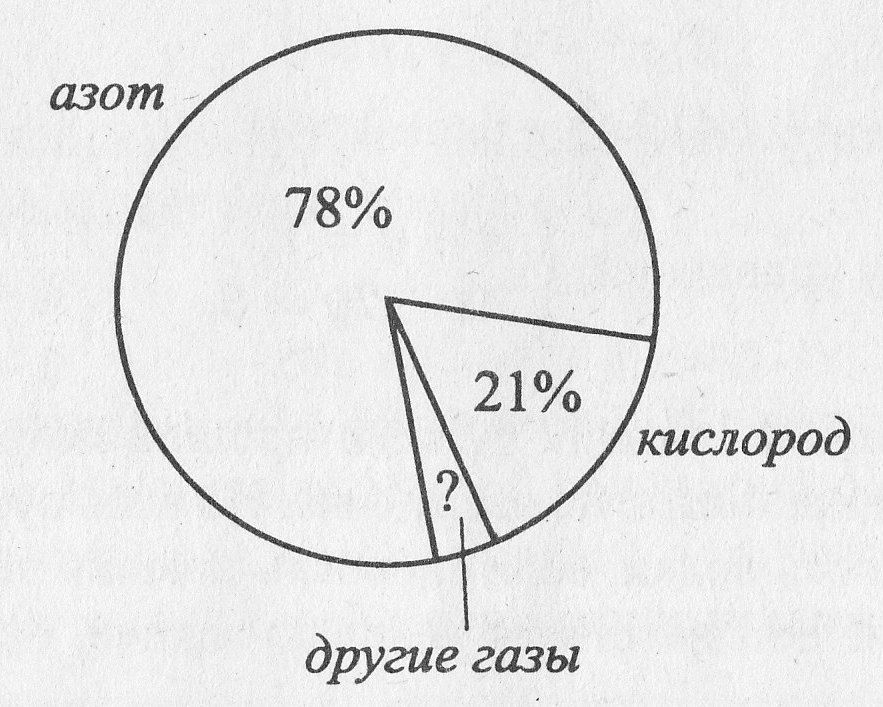 азот
78%
21%
кислород
?
другие газы